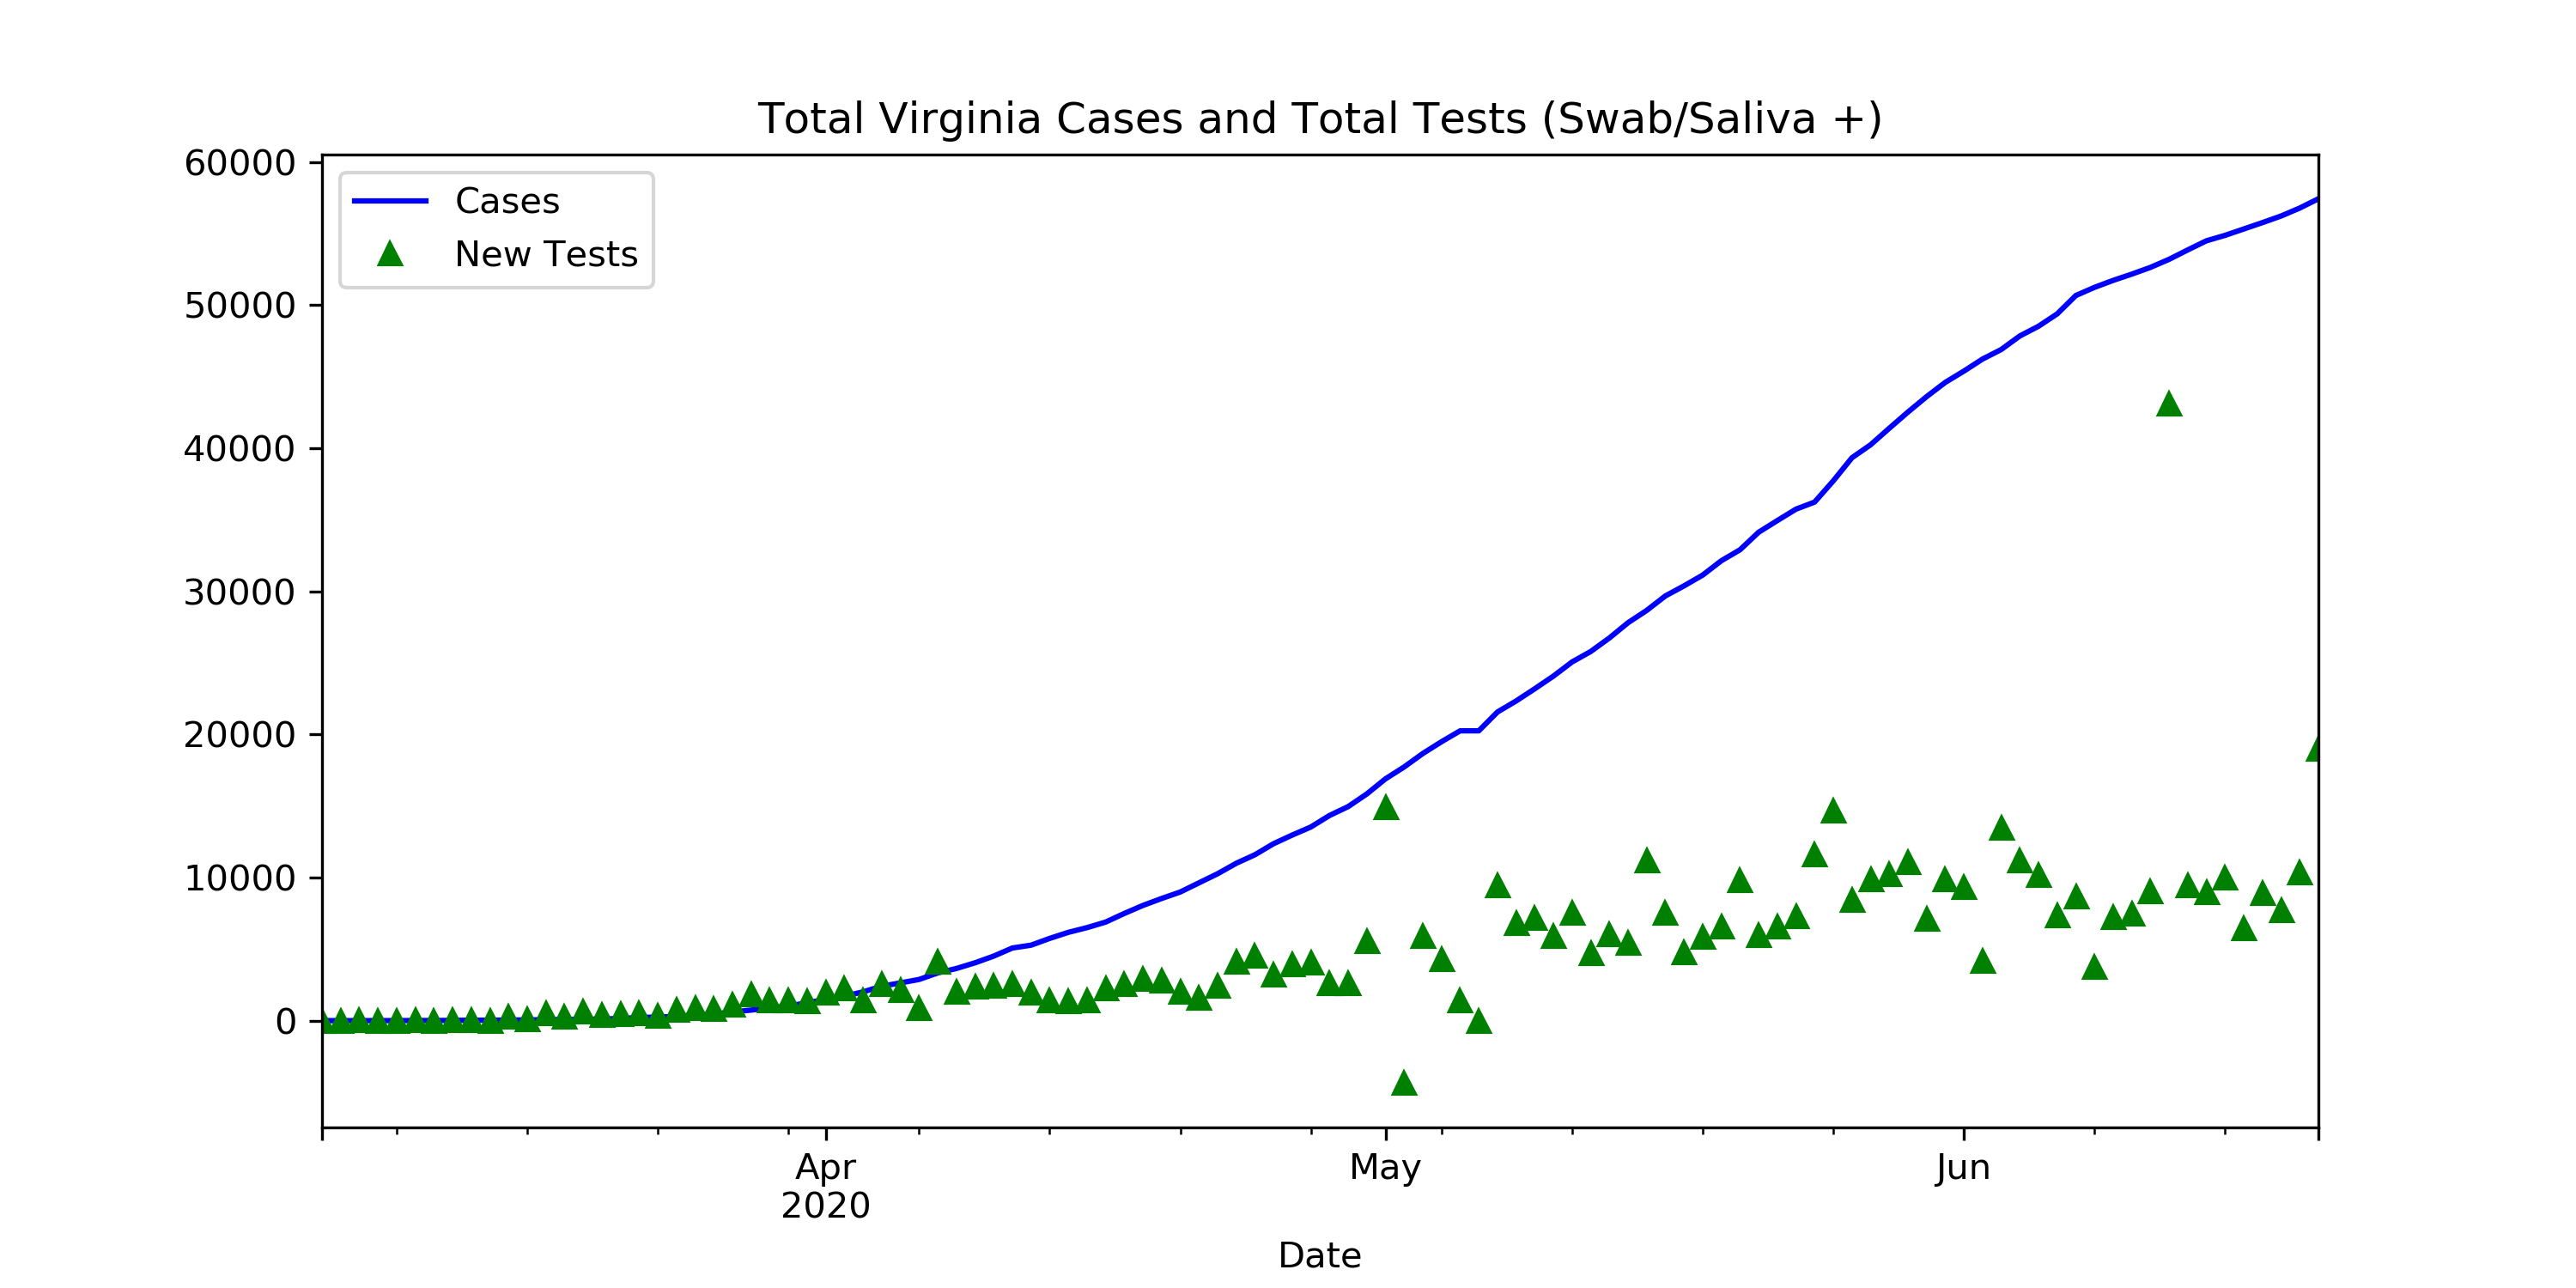 Total Virginia Cases and Total Tests (Swab/Saliva +)
60000
Cases
New Tests
50000
40000
30000
20000
10000
0
Apr
2020
May
Jun
Date